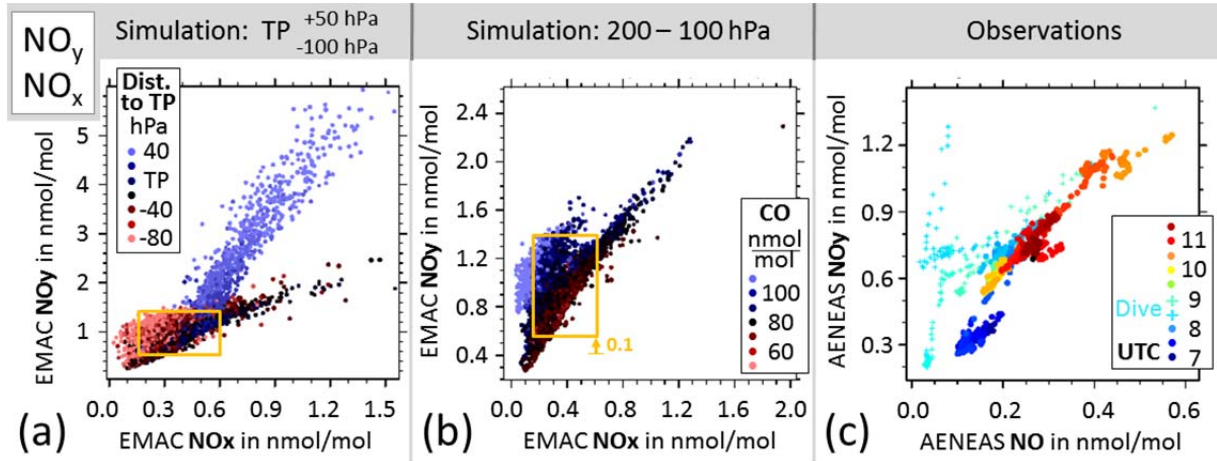 NOy
NOx
Simulation: TP +50 hPa -100 hPa
Simulation: 200 – 100 hPa
Observations
(a)
EMAC NOy in nmol/mol
5
4
3
2
1
Dist.
to TP
hPa
40
TP
-40
-80
0.0 0.3 0.6 0.9 1.2 1.5
EMAC NOx in nmol/mol
(b)
EMAC NOy in nmol/mol
2.4
2.0
1.6
1.2
0.8
0.4
0.1
CO
nmol
mol
100
80
60
0.0 0.4 0.8 1.2 1.6 2.0
EMAC NOx in nmol/mol
(c)
AENEAS NOy in nmol/mol
1.2
0.9
0.6
0.3
11
10
9
Dive
8
UTC 7
0.0 0.2 0.4 0.6
AENEAS NO in nmol/mol